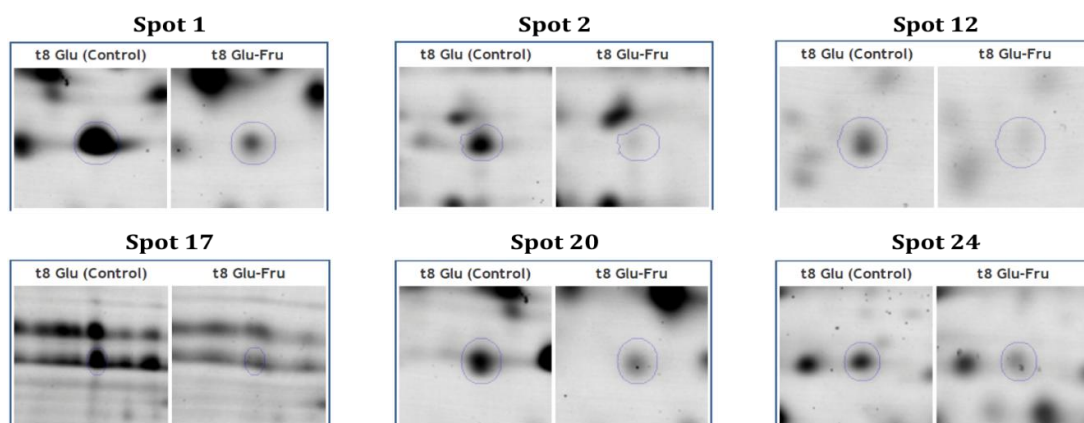 Spot 1
t8 Glu (Control) t8 Glu-Fru
Spot 2
t8 Glu (Control) t8 Glu-Fru
Spot 12
t8 Glu (Control) t8 Glu-Fru
Spot 17
t8 Glu (Control) t8 Glu-Fru
Spot 20
t8 Glu (Control) t8 Glu-Fru
Spot 24
t8 Glu (Control) t8 Glu-Fru